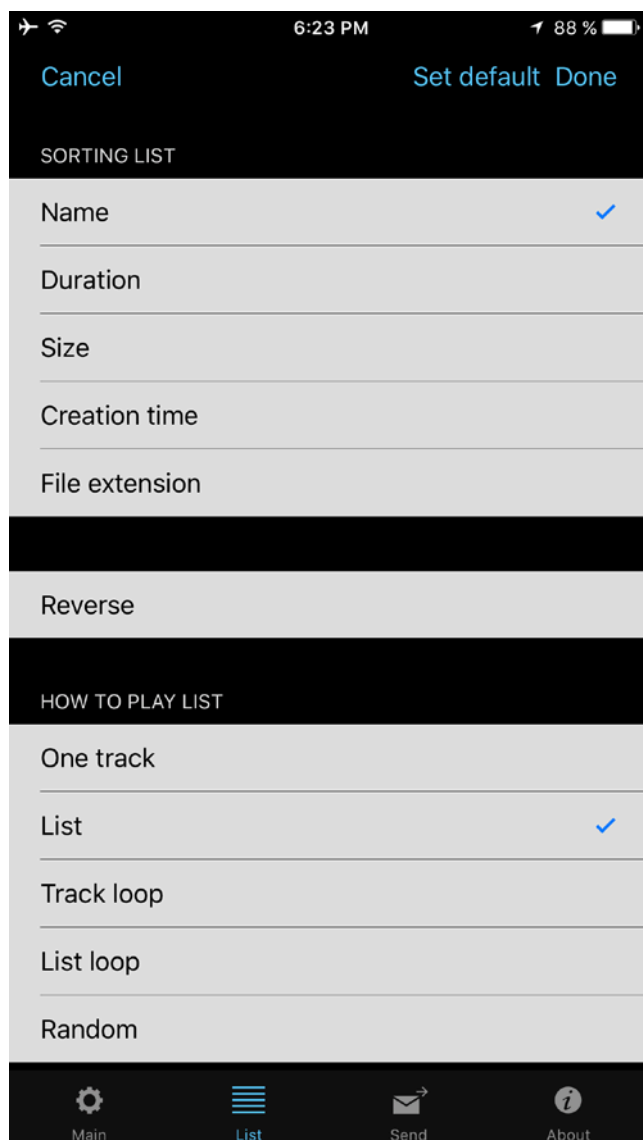 6:23 PM 88 %
Cancel Set default Done
SORTING LIST
Name
Duration
Size
Creation time
File extension
Reverse
HOW TO PLAY LIST
One track
List
Track loop
List loop
Random
Main List Send About